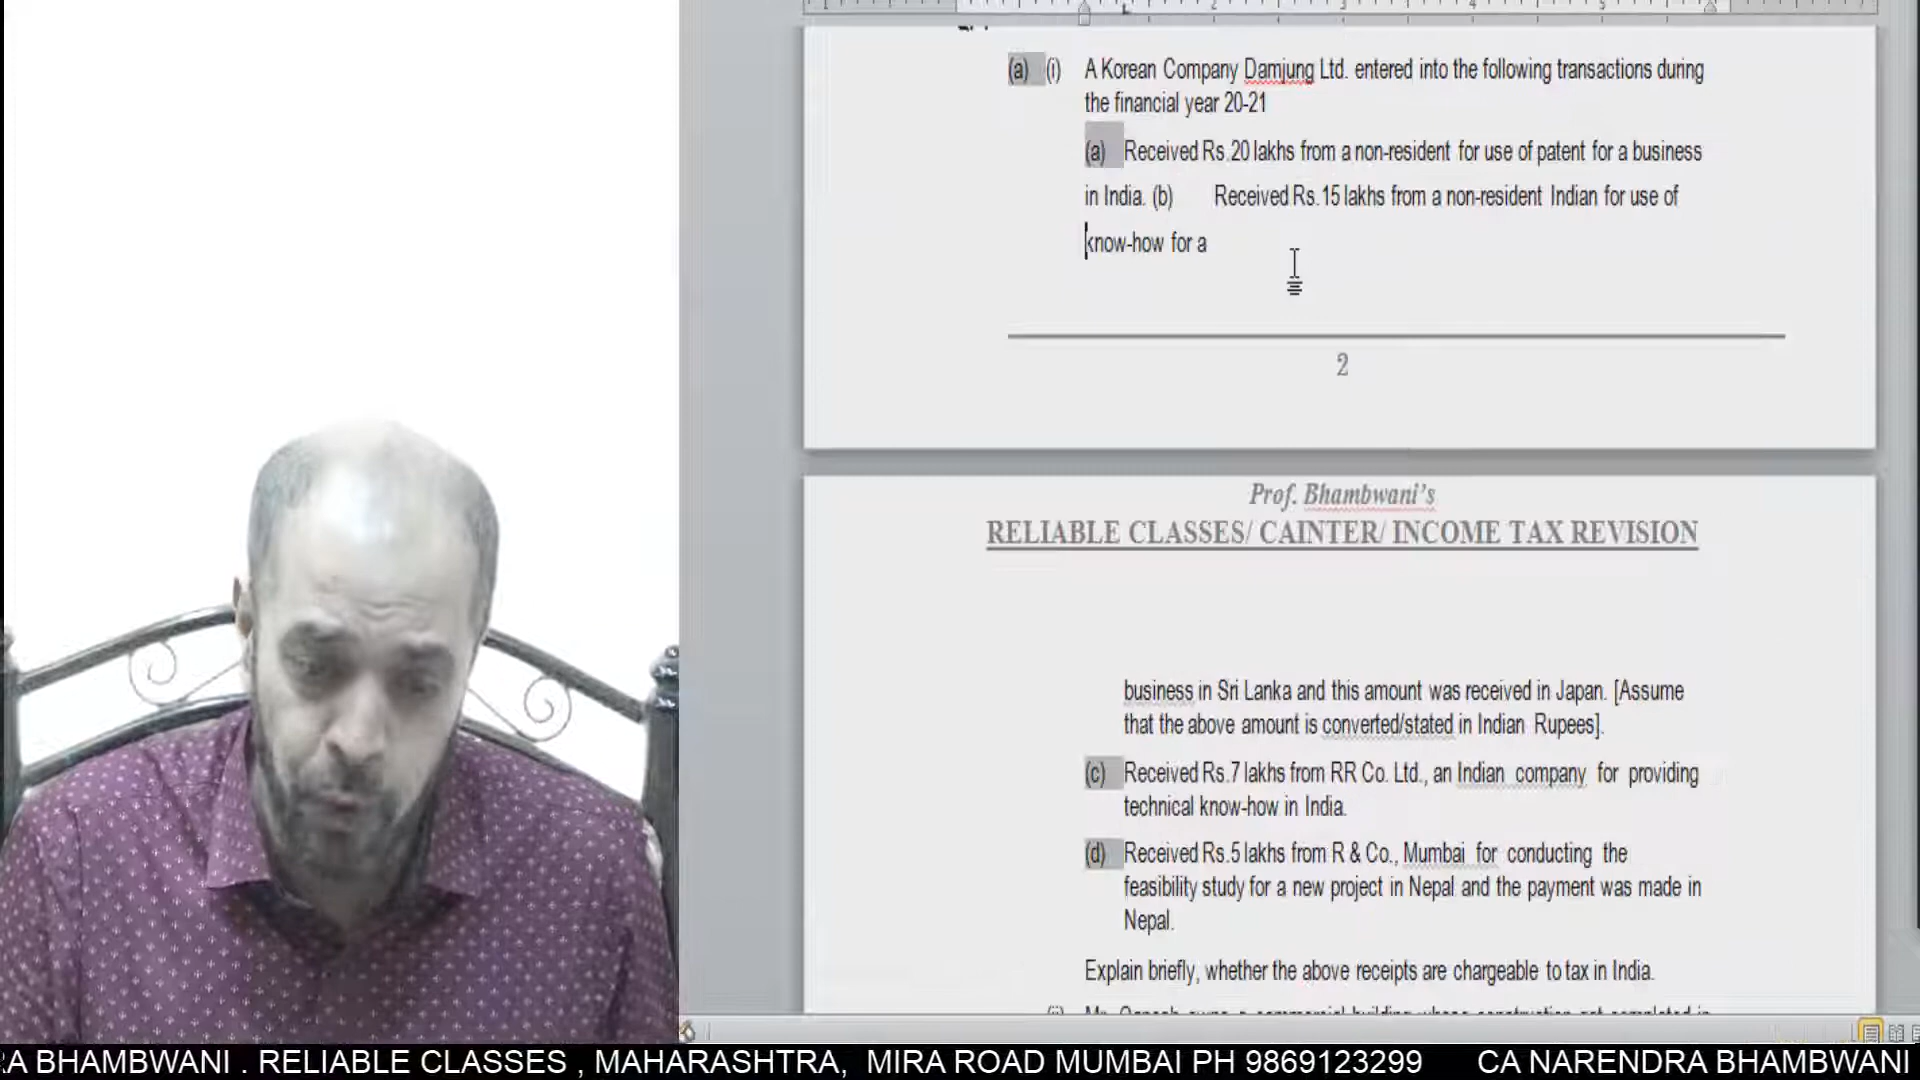 (a) (i) A Korean Company Damjung Ltd. entered into the following transactions during
the financial year 20-21
(a) Received Rs.20 lakhs from a non-resident for use of patent for a business
in India. (b) Received Rs.15 lakhs from a non-resident Indian for use of
know-how for a
2
Prof. Bhambwani's
RELIABLE CLASSES/ CAINTER/ INCOME TAX REVISION
business in Sri Lanka and this amount was received in Japan. [Assume
that the above amount is converted/stated in Indian Rupees].
(c) Received Rs.7 lakhs from RR Co. Ltd., an Indian company for providing
technical know-how in India.
(d) Received Rs.5 lakhs from R & Co., Mumbai for conducting the
feasibility study for a new project in Nepal and the payment was made in
Nepal.
Explain briefly, whether the above receipts are chargeable to tax in India.
RA BHAMBWANI . RELIABLE CLASSES , MAHARASHTRA, MIRA ROAD MUMBAI PH 9869123299 CA NARENDRA BHAMBWANI